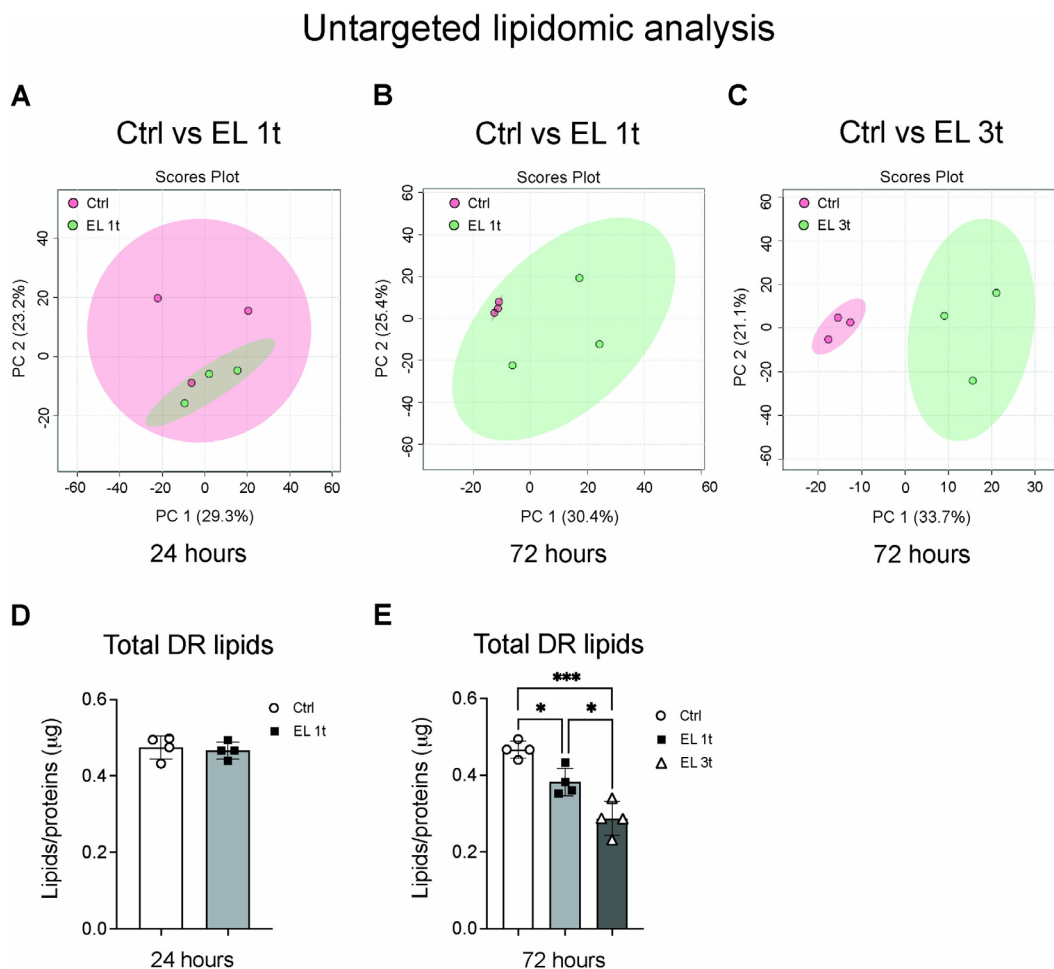 Untargeted lipidomic analysis
A
Ctrl vs EL 1t
Scores Plot
Ctrl
EL 1t
PC 2 (23.2%)
40
20
0
-20
-60 -40 -20 0 20 40 60
PC 1 (29.3%)
24 hours
B
Ctrl vs EL 1t
Scores Plot
Ctrl
EL 1t
PC 2 (25.4%)
60
40
20
0
-20
-40
-60
-20 0 20 40 60
PC 1 (30.4%)
72 hours
C
Ctrl vs EL 3t
Scores Plot
Ctrl
EL 3t
PC 2 (21.1%)
60
40
20
0
-20
-40
-60
-20 -10 0 10 20 30
PC 1 (33.7%)
72 hours
D
Total DR lipids
Lipids/proteins (µg)
0.6
0.4
0.2
0.0
Ctrl
EL 1t
24 hours
E
Total DR lipids
Lipids/proteins (µg)
0.6
0.4
0.2
0.0
***
* *
Ctrl
EL 1t
EL 3t
72 hours